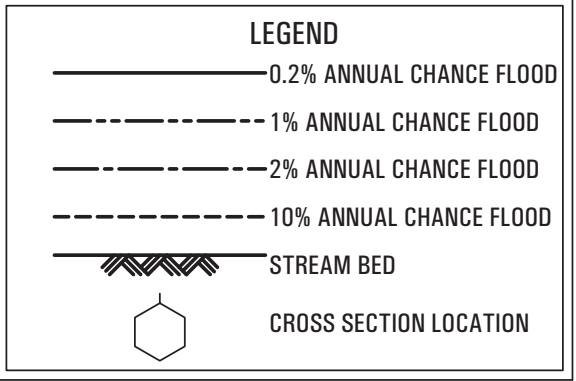 LEGEND
0.2% ANNUAL CHANCE FLOOD
1% ANNUAL CHANCE FLOOD
2% ANNUAL CHANCE FLOOD
10% ANNUAL CHANCE FLOOD
STREAM BED
CROSS SECTION LOCATION